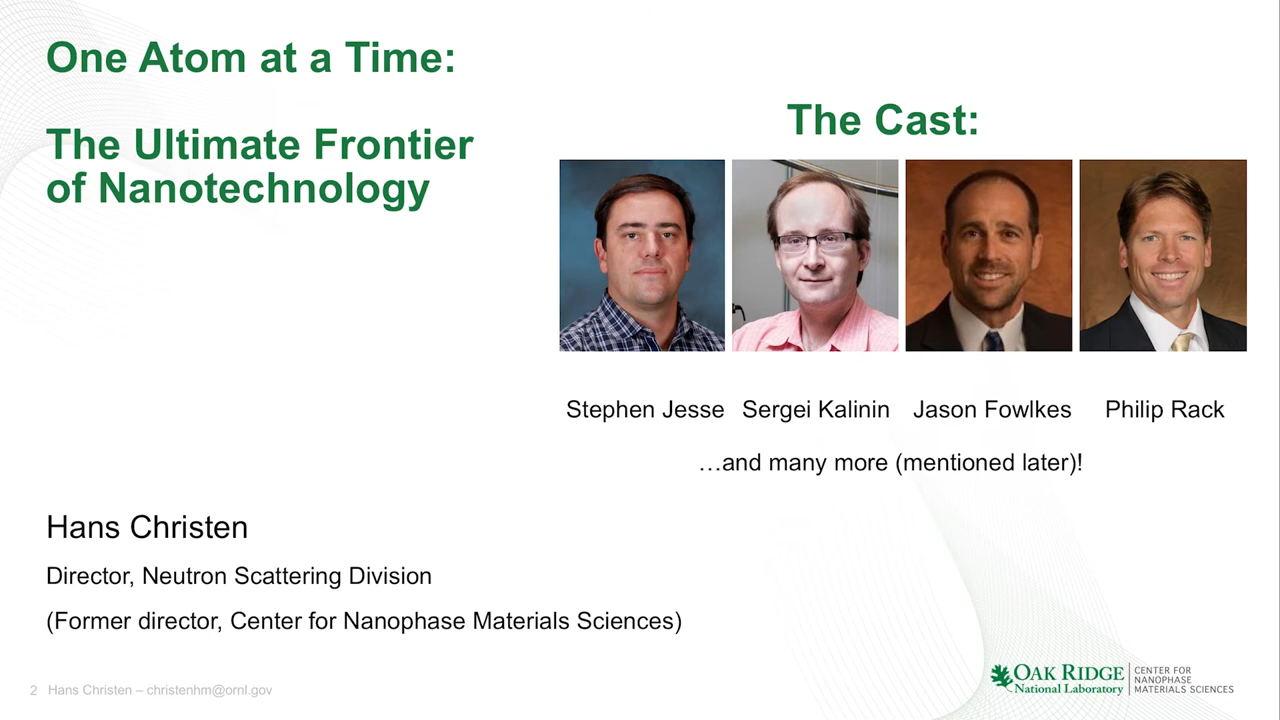 One Atom at a Time:
The Ultimate Frontier
of Nanotechnology
The Cast:
Stephen Jesse Sergei Kalinin Jason Fowlkes Philip Rack
…and many more (mentioned later)!
Hans Christen
Director, Neutron Scattering Division
(Former director, Center for Nanophase Materials Sciences)
2 Hans Christen – christenhm@ornl.gov
OAK RIDGE
National Laboratory
CENTER FOR
NANOPHASE
MATERIALS SCIENCES